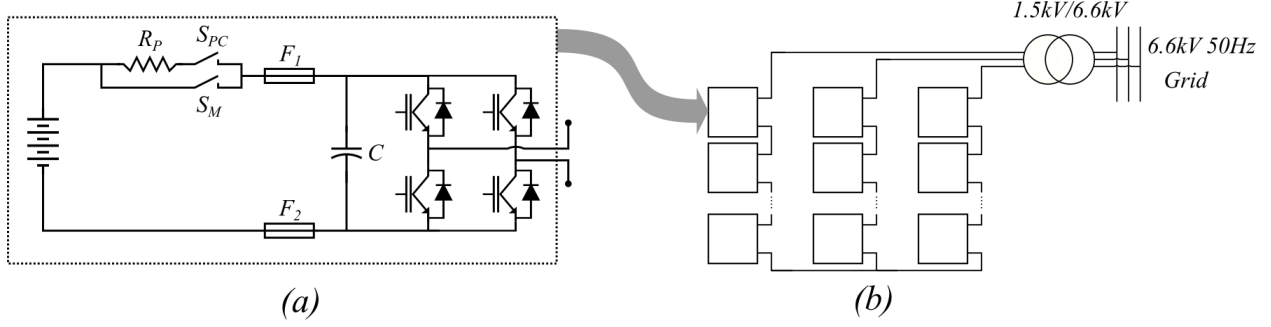 R_P
S_PC
S_M
F_1
C
F_2
(a)
1.5kV/6.6kV
6.6kV 50Hz
Grid
(b)